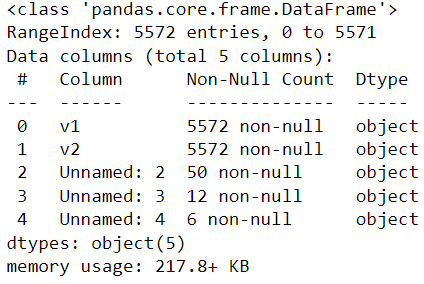 <class 'pandas.core.frame.DataFrame'>
RangeIndex: 5572 entries, 0 to 5571
Data columns (total 5 columns):
 #   Column      Non-Null Count  Dtype
---  ------      --------------  -----
 0   v1          5572 non-null   object
 1   v2          5572 non-null   object
 2   Unnamed: 2  50 non-null     object
 3   Unnamed: 3  12 non-null     object
 4   Unnamed: 4  6 non-null      object
dtypes: object(5)
memory usage: 217.8+ KB